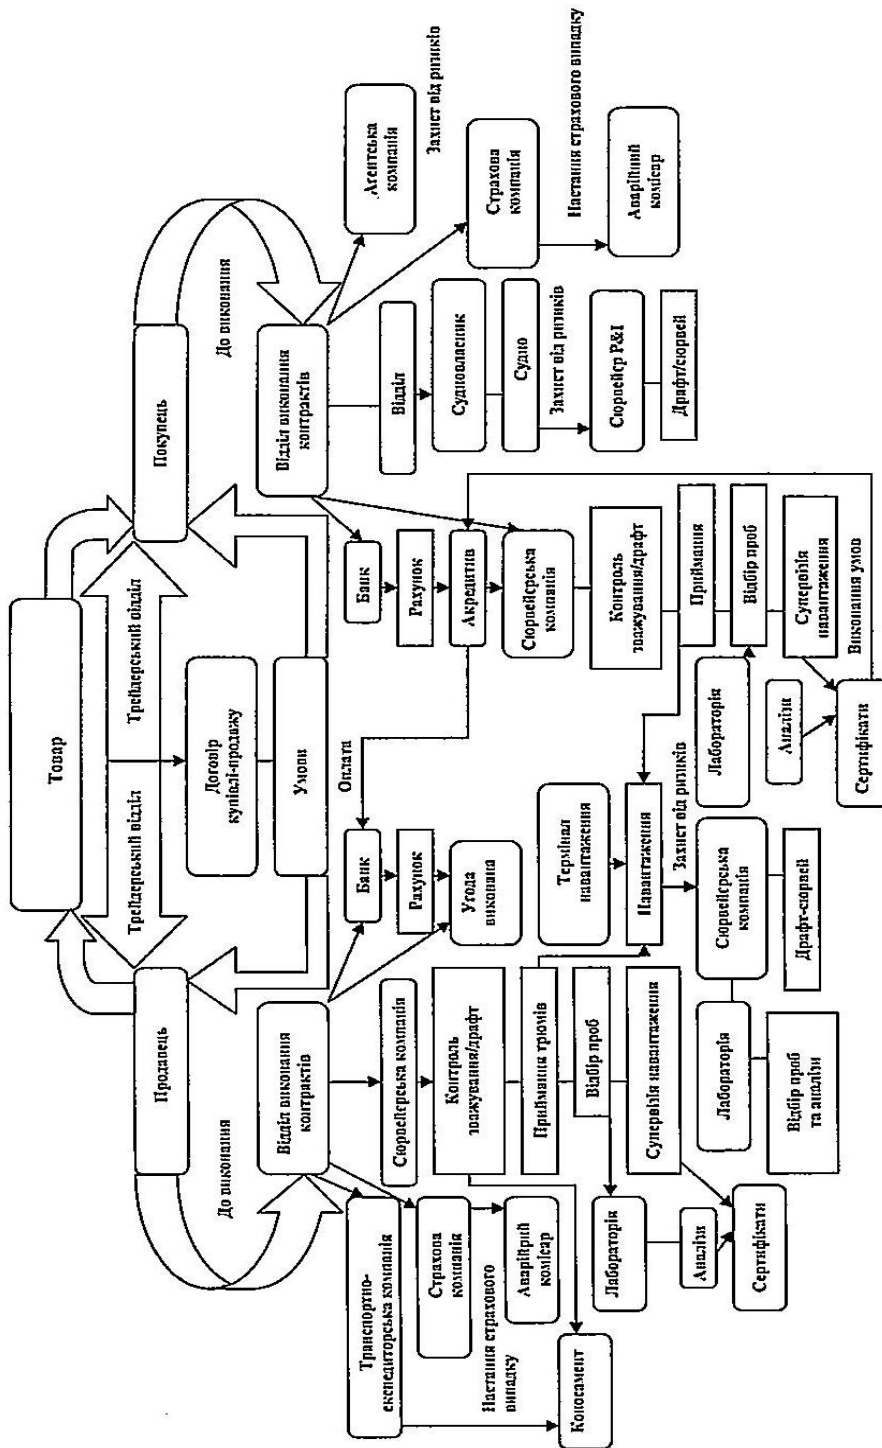 Товар
Трейдерський відділ
Трейдерський відділ
Продавець
Покупець
Договір
купівлі-продажу
Умови
До виконання
До виконання
Відділ виконання
контрактів
Відділ виконання
контрактів
Транспортно-
експедиторська компанія
Страхова
компанія
Аварійний
комісар
Настання страхового
випадку
Коносамент
Сюрвейєрська компанія
Контроль
зважування/драфт
Приймання трюмів
Відбір проб
Супервізія навантаження
Лабораторія
Аналізи
Сертифікати
Банк
Рахунок
Угода
виконана
Оплата
Термінал
навантаження
Навантаження
Захист від ризиків
Сюрвейєрська
компанія
Драфт-сюрвей
Лабораторія
Відбір проб
та аналізи
Банк
Рахунок
Акредитив
Сюрвейєрська
компанія
Контроль
зважування/драфт
Приймання
Відбір проб
Супервізія
навантаження
Лабораторія
Аналізи
Сертифікати
Виконання умов
Відділ
Судновласник
Судно
Захист від ризиків
Сюрвейєр P&I
Драфт/сюрвей
Агентська
компанія
Захист від ризиків
Страхова
компанія
Настання страхового випадку
Аварійний
комісар